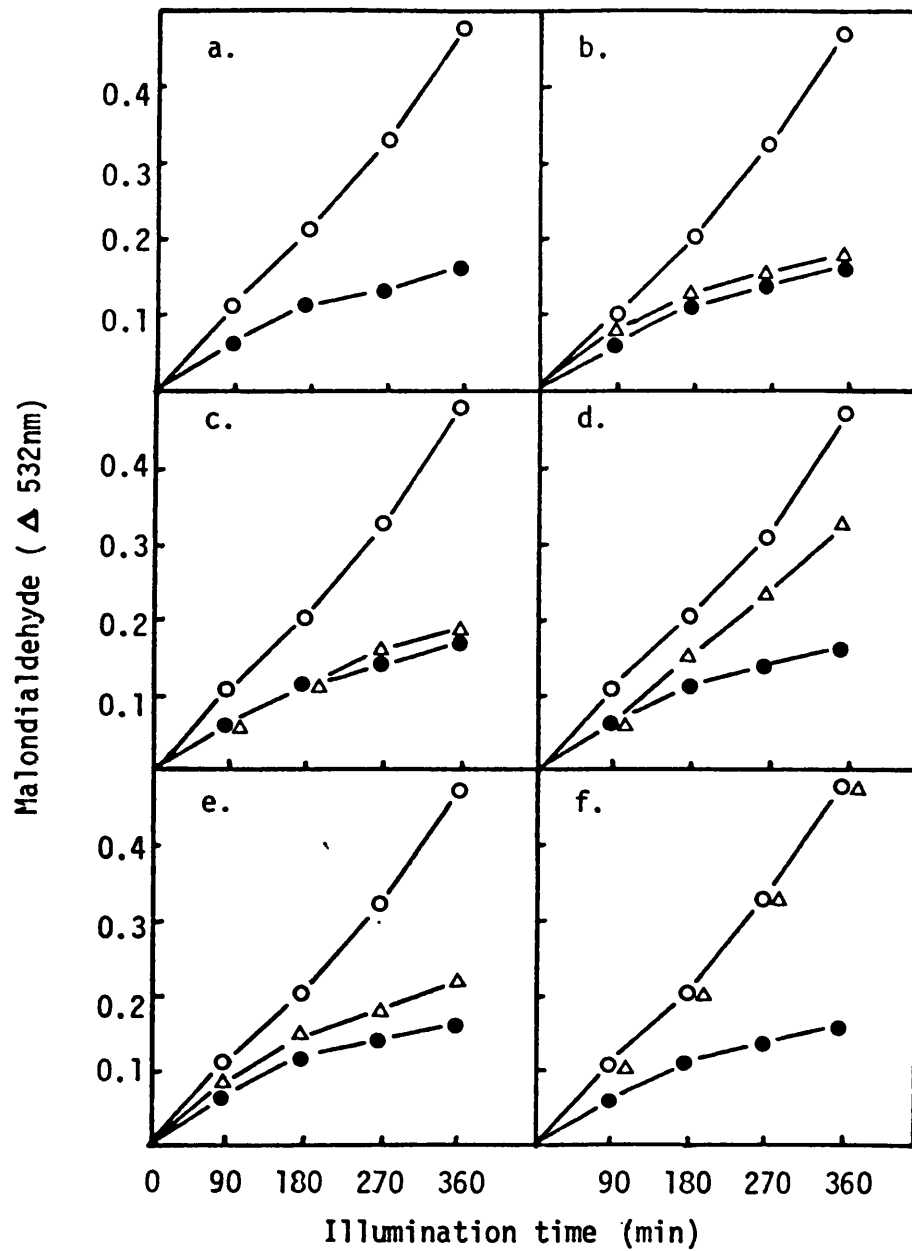 a.
b.
0.4
0.3
0.2
0.1
c.
d.
0.4
0.3
0.2
0.1
e.
f.
0.4
0.3
0.2
0.1
0 90 180 270 360 90 180 270 360
Illumination time (min)
Malondialdehyde ( Δ 532nm)